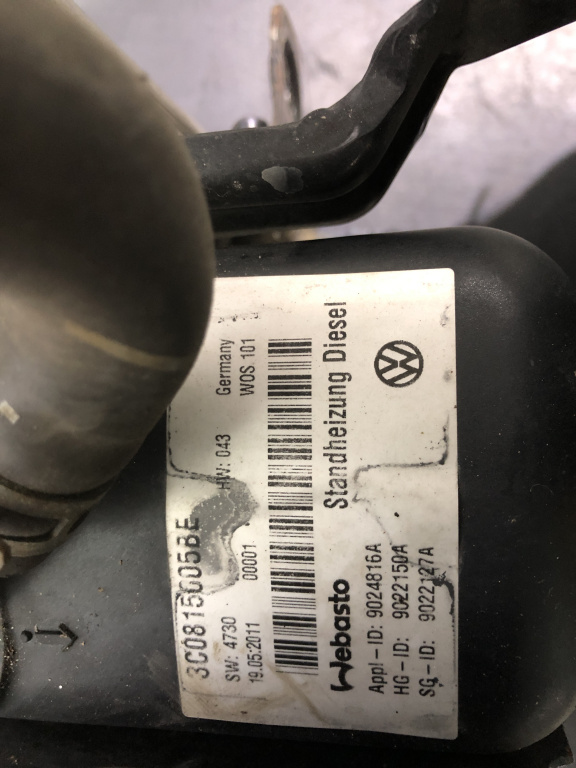 3C0815005BE
SW: 4730 HW: 043 Germany
19.05.2011 00001 WOS 101
Webasto Standheizung Diesel
Appl-ID: 9024816A
HG-ID: 9022150A
SG-ID: 9022127A